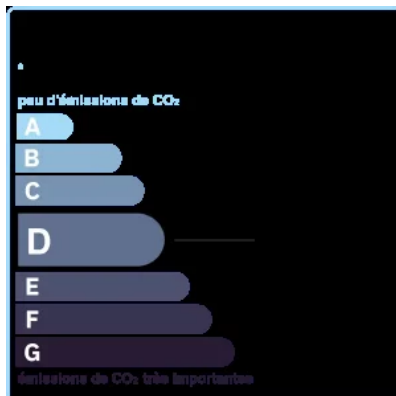 peu d'émissions de CO₂
A
B
C
D
E
F
G
émissions de CO₂ très importantes